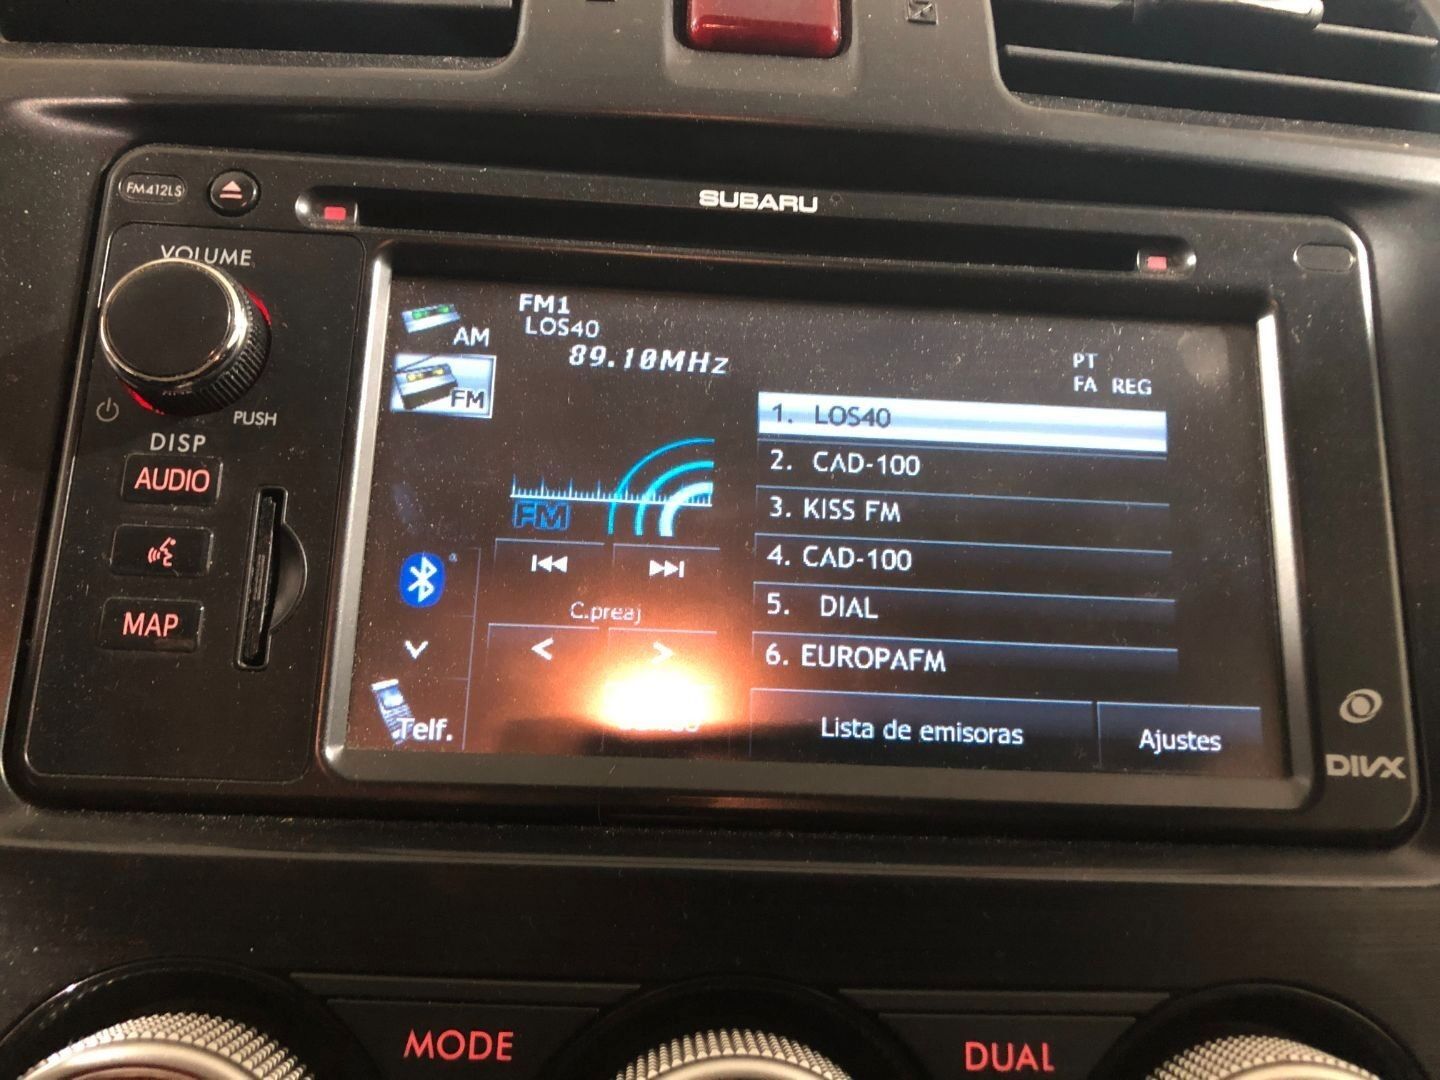 FM412LS
SUBARU
VOLUME
PUSH
DISP
AUDIO
MAP
AM
FM
FM1
LOS40
89.10MHz
PT
FA REG
1. LOS40
2. CAD-100
3. KISS FM
4. CAD-100
5. DIAL
6. EUROPAFM
FM
C.preaj
< >
Telf.
Lista de emisoras
Ajustes
DIVX
MODE
DUAL